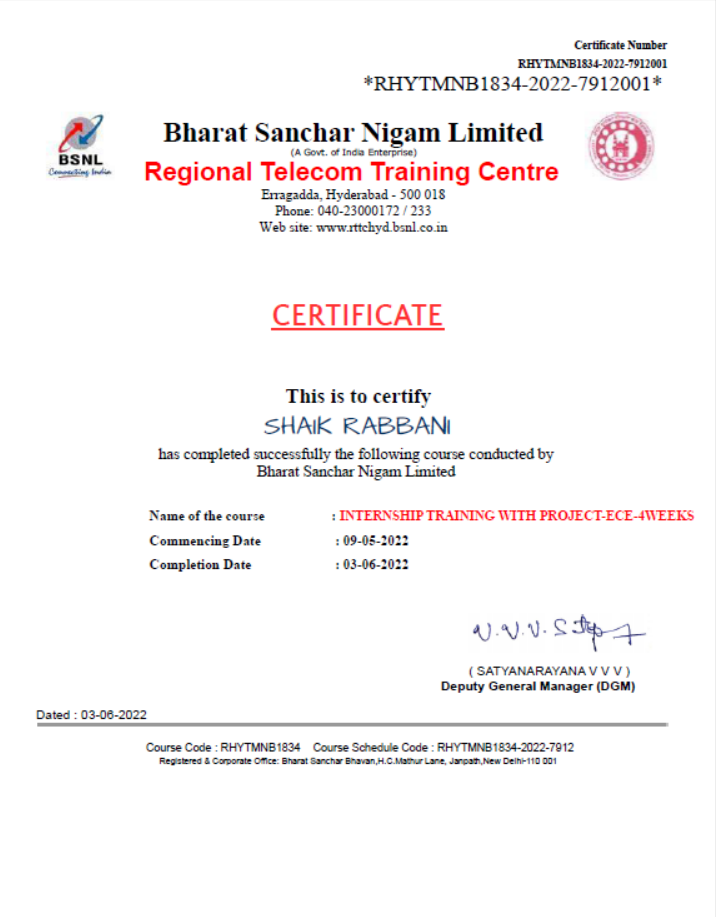 Certificate Number
RHYTMNB1834-2022-7912001
*RHYTMNB1834-2022-7912001*
BSNL
Connecting India
Bharat Sanchar Nigam Limited
(A Govt. of India Enterprise)
Regional Telecom Training Centre
Erragadda, Hyderabad - 500 018
Phone: 040-23000172 / 233
Web site: www.rttchyd.bsnl.co.in
CERTIFICATE
This is to certify
SHAIK RABBANI
has completed successfully the following course conducted by
Bharat Sanchar Nigam Limited
Name of the course : INTERNSHIP TRAINING WITH PROJECT-ECE-4WEEKS
Commencing Date : 09-05-2022
Completion Date : 03-06-2022
( SATYANARAYANA V V V )
Deputy General Manager (DGM)
Dated : 03-06-2022
Course Code : RHYTMNB1834 Course Schedule Code : RHYTMNB1834-2022-7912
Registered & Corporate Office: Bharat Sanchar Bhavan,H.C.Mathur Lane, Janpath,New Delhi-110 001